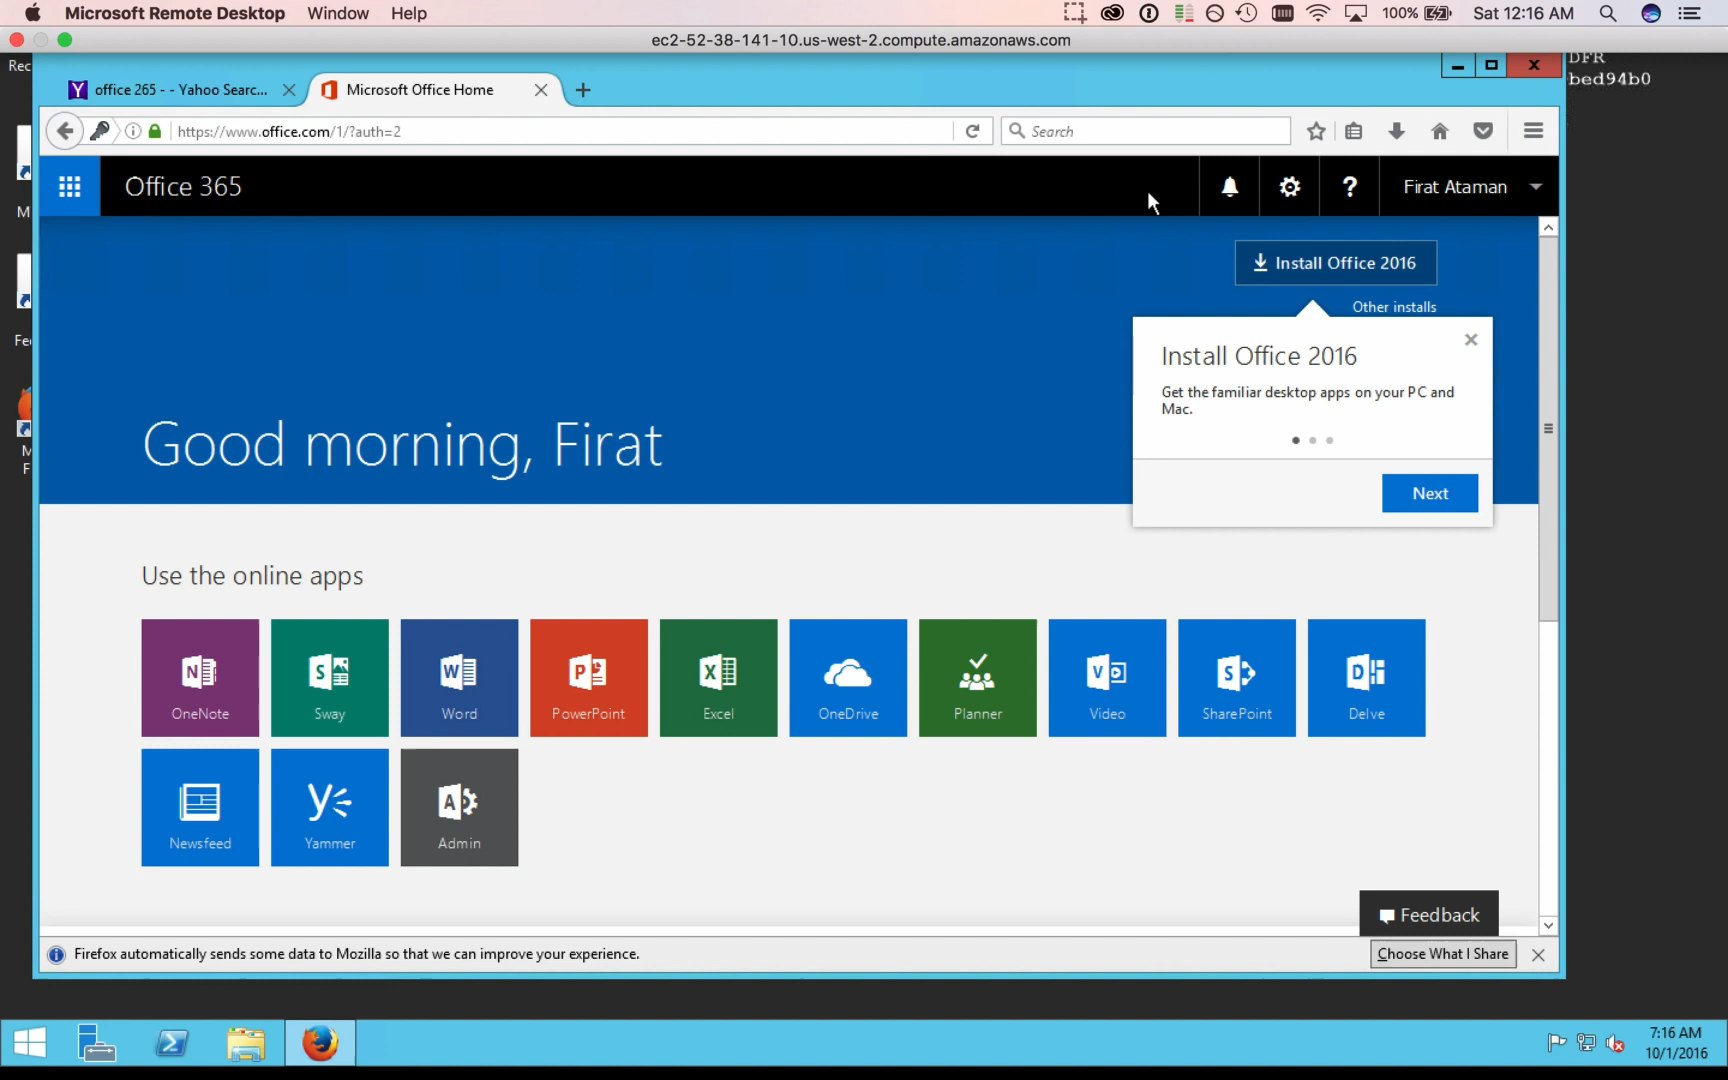 Microsoft Remote Desktop Window Help
100% Sat 12:16 AM
ec2-52-38-141-10.us-west-2.compute.amazonaws.com
Rec
DFR
bed94b0
office 365 - - Yahoo Searc...
Microsoft Office Home
https://www.office.com/1/?auth=2
Search
Office 365
?
Firat Ataman
M
Install Office 2016
Other installs
Fee
Install Office 2016
Get the familiar desktop apps on your PC and
Mac.
Good morning, Firat
M
F
Next
Use the online apps
OneNote
Sway
Word
PowerPoint
Excel
OneDrive
Planner
Video
SharePoint
Delve
Newsfeed
Yammer
Admin
Feedback
Firefox automatically sends some data to Mozilla so that we can improve your experience.
Choose What I Share
7:16 AM
10/1/2016